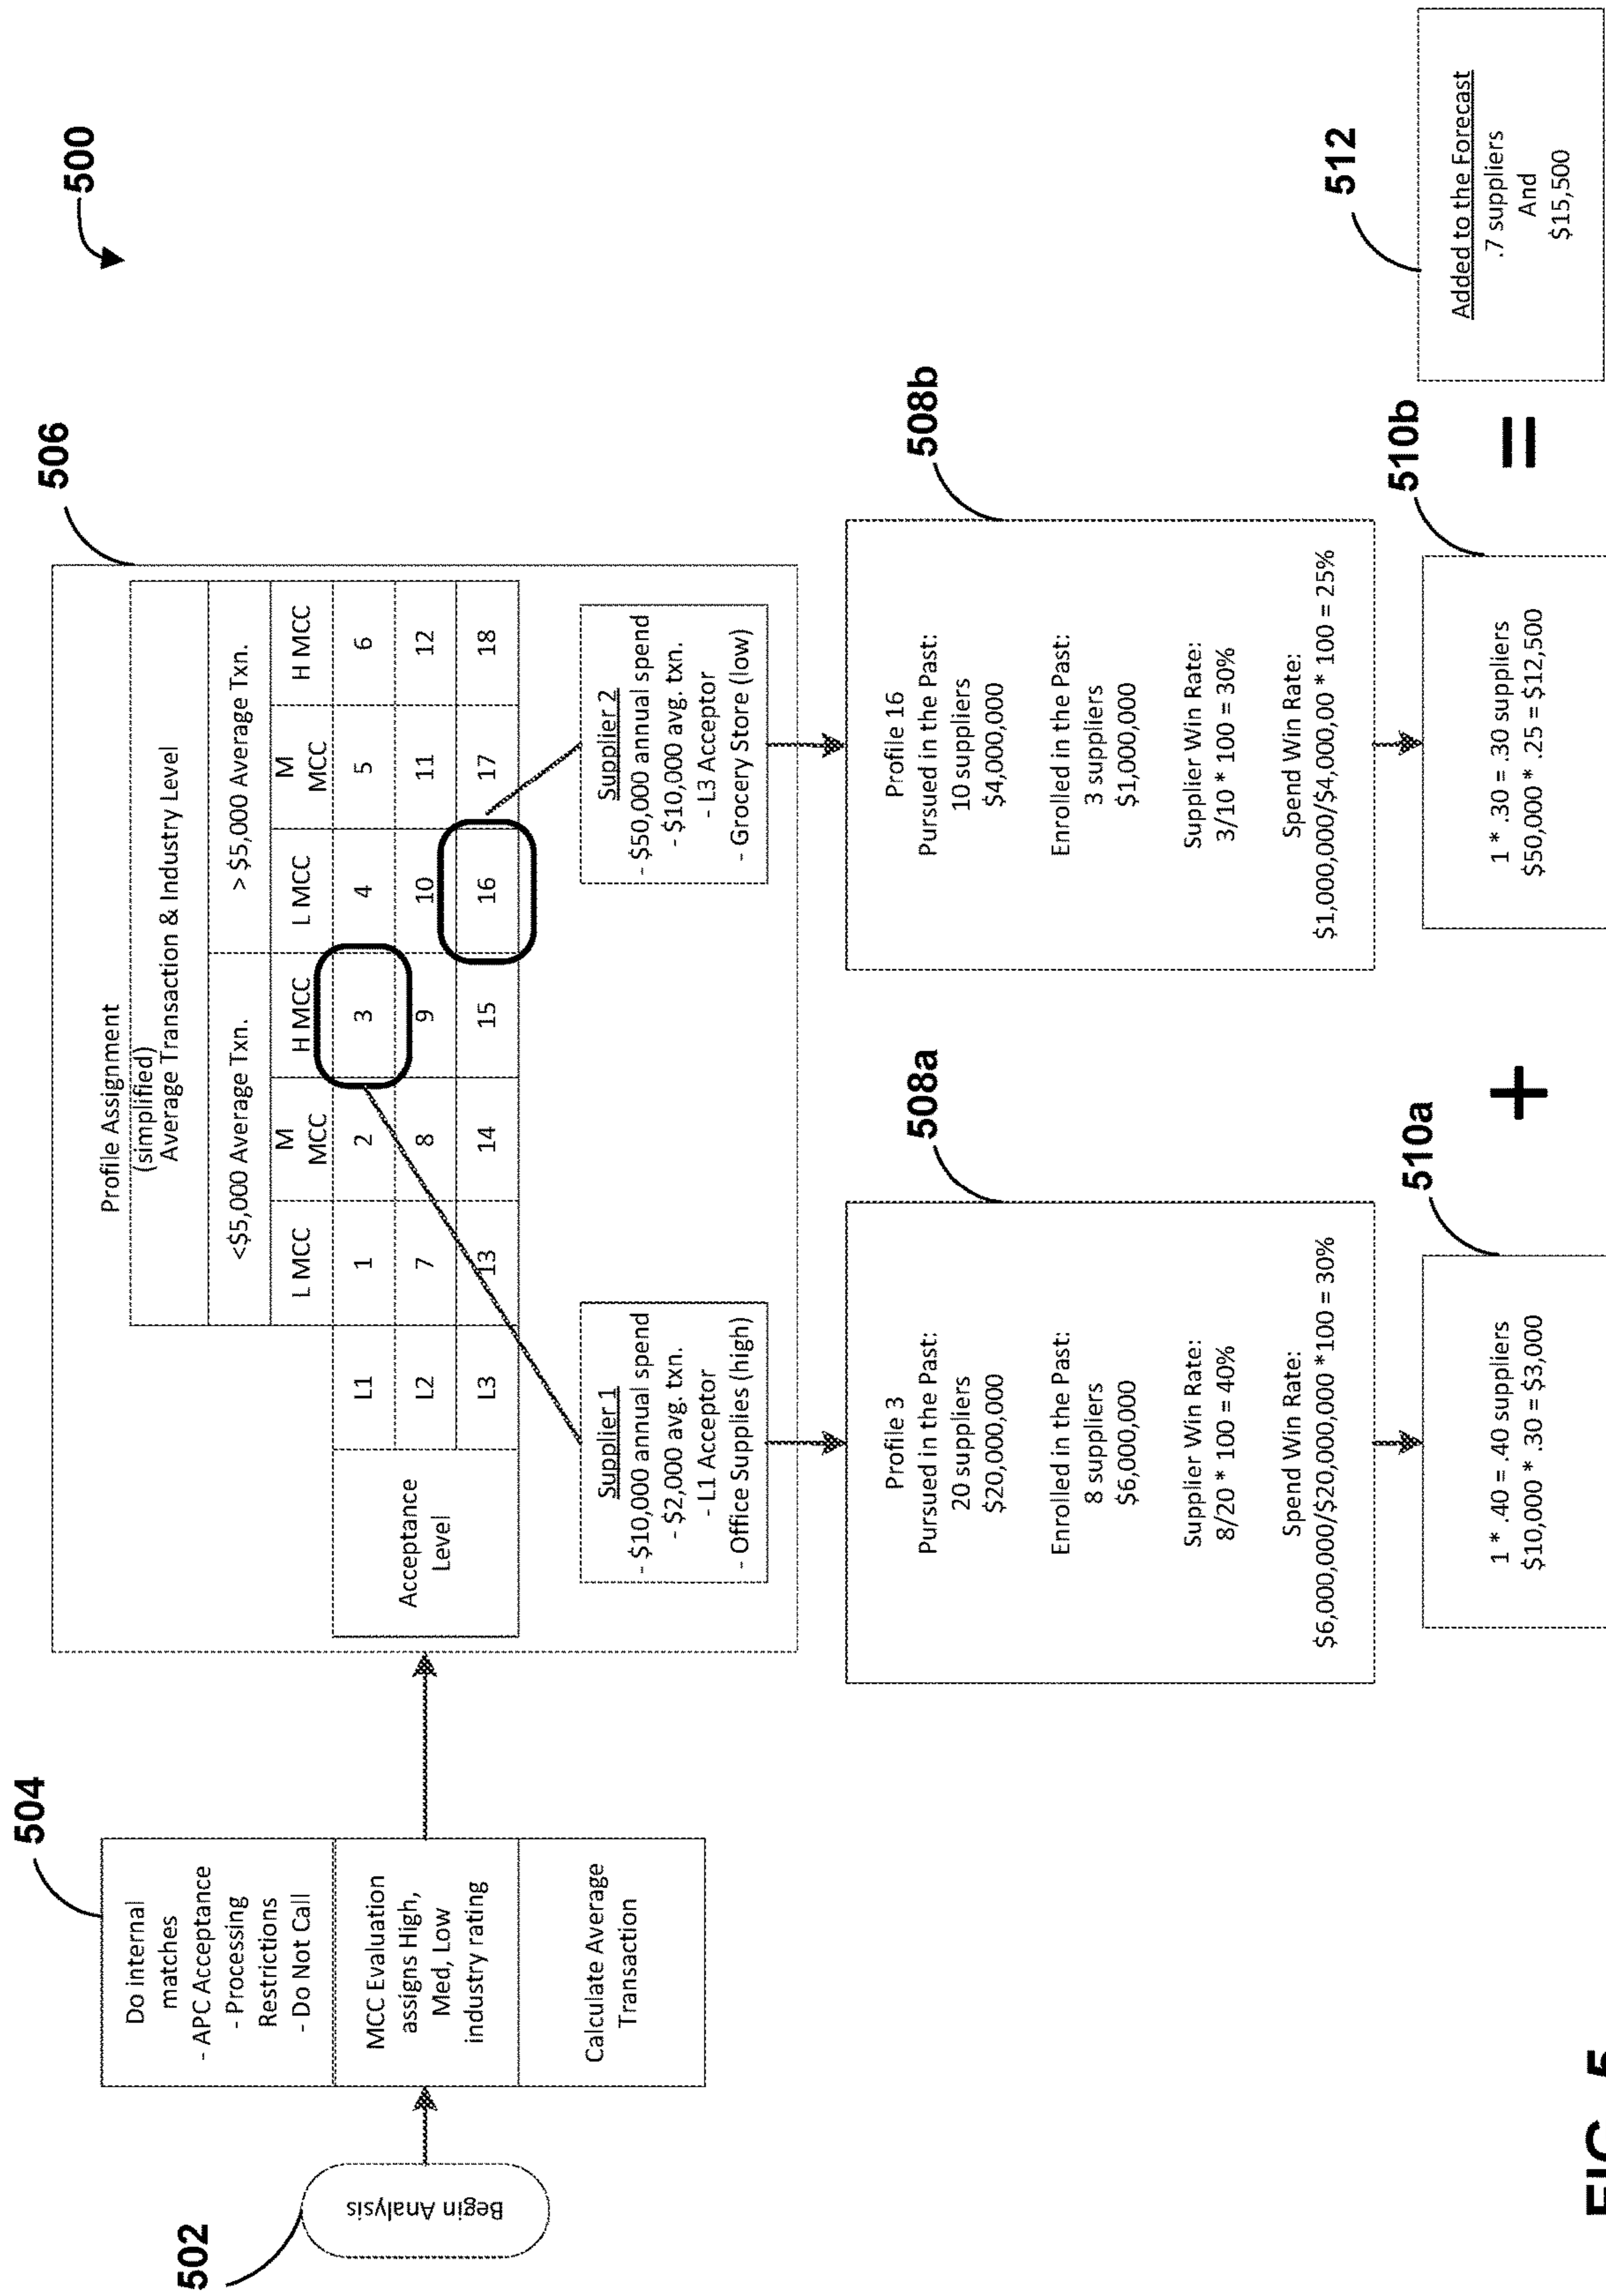 500
502
Begin Analysis
504
Do internal
matches
- APC Acceptance
- Processing
Restrictions
- Do Not Call
MCC Evaluation
assigns High,
Med, Low
industry rating
Calculate Average
Transaction
506
Profile Assignment
(simplified)
Average Transaction & Industry Level
<$5,000 Average Txn.
> $5,000 Average Txn.
L MCC
M
MCC
H MCC
L MCC
M
MCC
H MCC
Acceptance
Level
L1
1
2
3
4
5
6
L2
7
8
9
10
11
12
L3
13
14
15
16
17
18
Supplier 1
- $10,000 annual spend
- $2,000 avg. txn.
- L1 Acceptor
- Office Supplies (high)
Supplier 2
- $50,000 annual spend
- $10,000 avg. txn.
- L3 Acceptor
- Grocery Store (low)
508a
Profile 3
Pursued in the Past:
20 suppliers
$20,000,000
Enrolled in the Past:
8 suppliers
$6,000,000
Supplier Win Rate:
8/20 * 100 = 40%
Spend Win Rate:
$6,000,000/$20,000,000 *100 = 30%
508b
Profile 16
Pursued in the Past:
10 suppliers
$4,000,000
Enrolled in the Past:
3 suppliers
$1,000,000
Supplier Win Rate:
3/10 * 100 = 30%
Spend Win Rate:
$1,000,000/$4,000,00 * 100 = 25%
510a
1 * .40 = .40 suppliers
$10,000 * .30 = $3,000
+
510b
1 * .30 = .30 suppliers
$50,000 * .25 = $12,500
=
512
Added to the Forecast
.7 suppliers
And
$15,500
FIG. 5